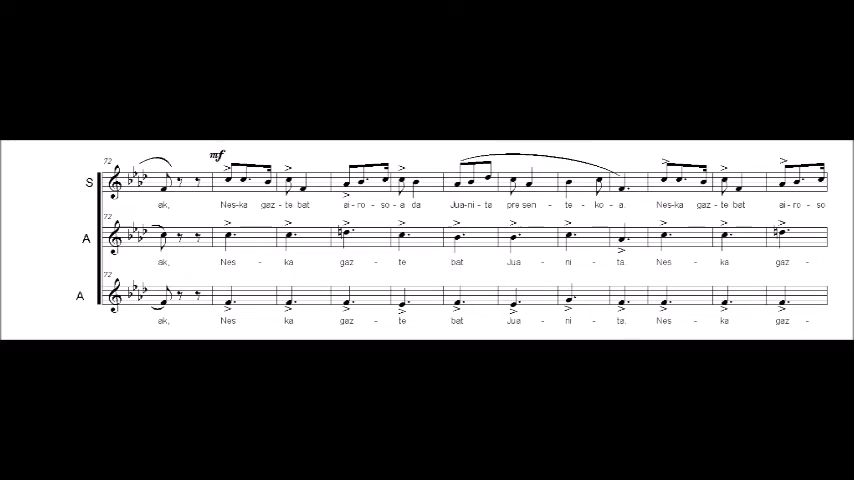 72
mf
S
ak, Nes-ka gaz-te bat ai-ro-so-a da Jua-ni-ta presen-te-ko-a. Nes-ka gaz-te bat ai-ro-so
72
A
ak, Nes-ka gaz-te bat Jua-ni-ta. Nes-ka gaz-
72
A
ak, Nes-ka gaz-te bat Jua-ni-ta, Nes-ka gaz-